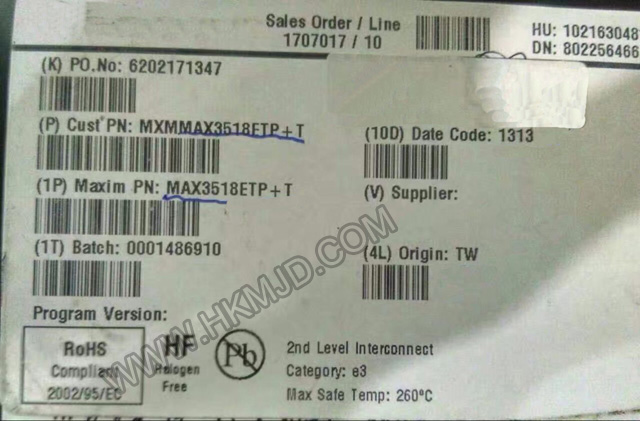 Sales Order / Line
1707017 / 10
HU: 102163048
DN: 802256466
(K) PO.No: 6202171347
(P) Cust' PN: MXMMAX3518ETP+T
(10D) Date Code: 1313
(1P) Maxim PN: MAX3518ETP+T
(V) Supplier:
(1T) Batch: 0001486910
(4L) Origin: TW
Program Version:
RoHS
Compliant
2002/95/EC
HF
Halogen
Free
Pb
2nd Level Interconnect
Category: e3
Max Safe Temp: 260ºC
WWW.HKMJD.COM